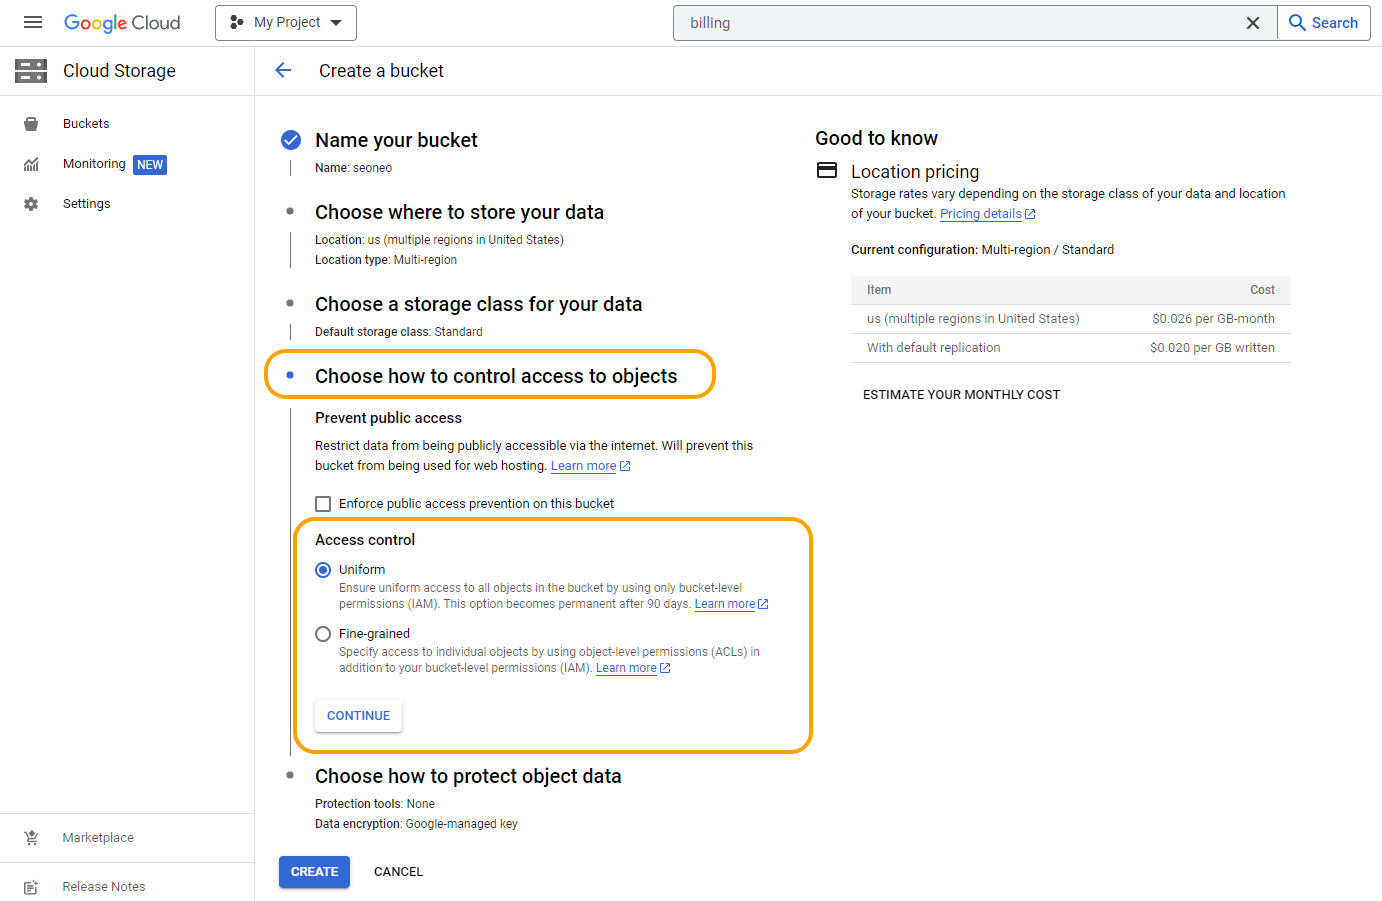 Google Cloud
My Project
billing
Search
Cloud Storage
Create a bucket
Buckets
Monitoring NEW
Settings
Marketplace
Release Notes
Name your bucket
Name: seoneo
Choose where to store your data
Location: us (multiple regions in United States)
Location type: Multi-region
Choose a storage class for your data
Default storage class: Standard
Choose how to control access to objects
Prevent public access
Restrict data from being publicly accessible via the internet. Will prevent this
bucket from being used for web hosting. Learn more
Enforce public access prevention on this bucket
Access control
Uniform
Ensure uniform access to all objects in the bucket by using only bucket-level
permissions (IAM). This option becomes permanent after 90 days. Learn more
Fine-grained
Specify access to individual objects by using object-level permissions (ACLs) in
addition to your bucket-level permissions (IAM). Learn more
CONTINUE
Choose how to protect object data
Protection tools: None
Data encryption: Google-managed key
CREATE CANCEL
Good to know
Location pricing
Storage rates vary depending on the storage class of your data and location
of your bucket. Pricing details
Current configuration: Multi-region / Standard
Item Cost
us (multiple regions in United States) $0.026 per GB-month
With default replication $0.020 per GB written
ESTIMATE YOUR MONTHLY COST